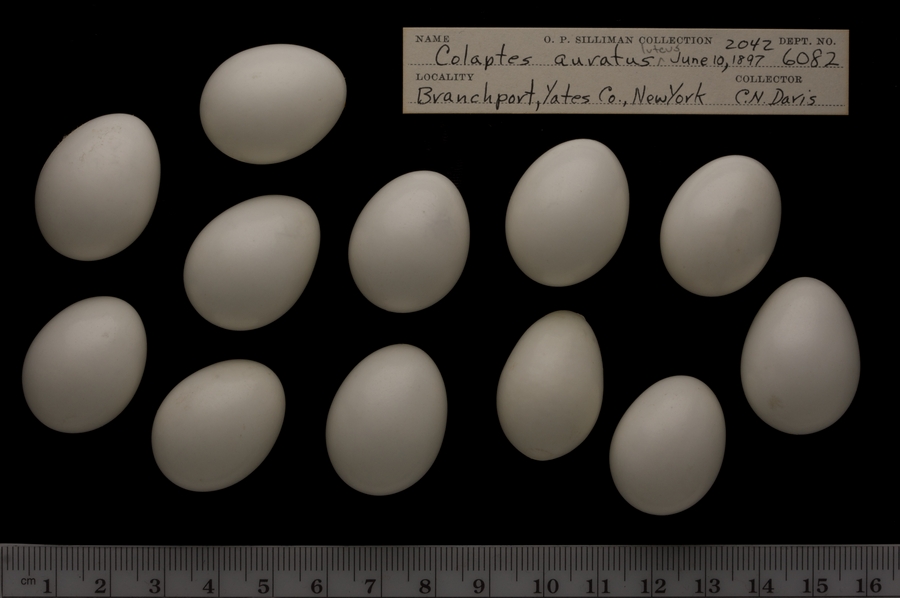 NAME O. P. SILLIMAN COLLECTION 2042 DEPT. NO.
Colaptes auratus luteus June 10, 1897 6082
LOCALITY COLLECTOR
Branchport, Yates Co., New York C.N. Davis
cm 1 2 3 4 5 6 7 8 9 10 11 12 13 14 15 16